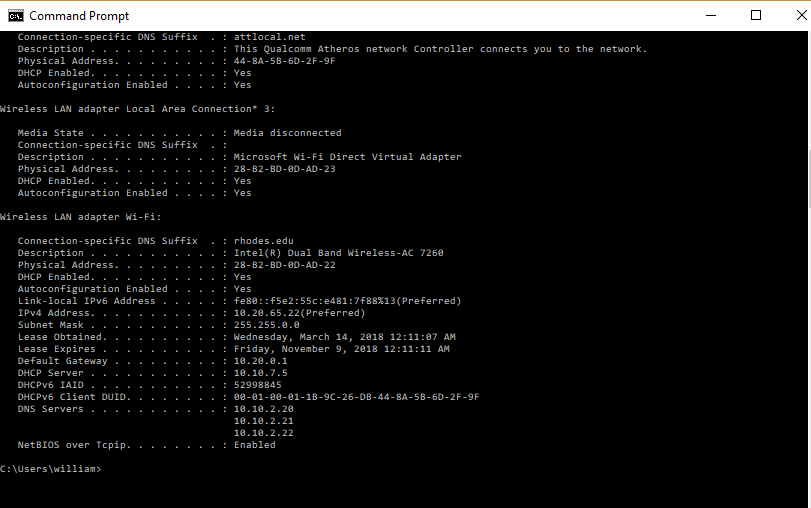 Command Prompt
Connection-specific DNS Suffix  . : attlocal.net
Description . . . . . . . . . . . : This Qualcomm Atheros network Controller connects you to the network.
Physical Address. . . . . . . . . : 44-8A-5B-6D-2F-9F
DHCP Enabled. . . . . . . . . . . : Yes
Autoconfiguration Enabled . . . . : Yes
Wireless LAN adapter Local Area Connection* 3:
Media State . . . . . . . . . . . : Media disconnected
Connection-specific DNS Suffix  . :
Description . . . . . . . . . . . : Microsoft Wi-Fi Direct Virtual Adapter
Physical Address. . . . . . . . . : 28-B2-BD-0D-AD-23
DHCP Enabled. . . . . . . . . . . : Yes
Autoconfiguration Enabled . . . . : Yes
Wireless LAN adapter Wi-Fi:
Connection-specific DNS Suffix  . : rhodes.edu
Description . . . . . . . . . . . : Intel(R) Dual Band Wireless-AC 7260
Physical Address. . . . . . . . . : 28-B2-BD-0D-AD-22
DHCP Enabled. . . . . . . . . . . : Yes
Autoconfiguration Enabled . . . . : Yes
Link-local IPv6 Address . . . . . : fe80::f5e2:55c:e481:7f88%13(Preferred)
IPv4 Address. . . . . . . . . . . : 10.20.65.22(Preferred)
Subnet Mask . . . . . . . . . . . : 255.255.0.0
Lease Obtained. . . . . . . . . . : Wednesday, March 14, 2018 12:11:07 AM
Lease Expires . . . . . . . . . . : Friday, November 9, 2018 12:11:11 AM
Default Gateway . . . . . . . . . : 10.20.0.1
DHCP Server . . . . . . . . . . . : 10.10.7.5
DHCPv6 IAID . . . . . . . . . . . : 52998845
DHCPv6 Client DUID. . . . . . . . : 00-01-00-01-1B-9C-26-DB-44-8A-5B-6D-2F-9F
DNS Servers . . . . . . . . . . . : 10.10.2.20
10.10.2.21
10.10.2.22
NetBIOS over Tcpip. . . . . . . . : Enabled
C:\Users\william>